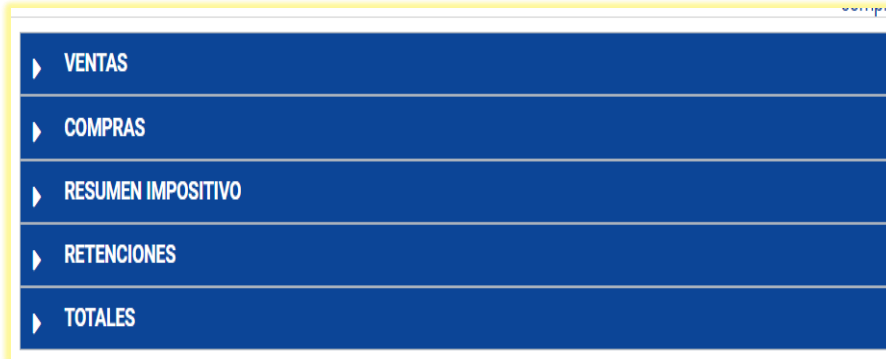 VENTAS
COMPRAS
RESUMEN IMPOSITIVO
RETENCIONES
TOTALES